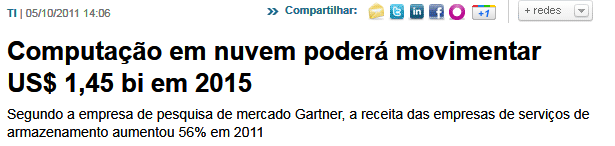 TI | 05/10/2011 14:06 » Compartilhar: +1 + redes
Computação em nuvem poderá movimentar
US$ 1,45 bi em 2015
Segundo a empresa de pesquisa de mercado Gartner, a receita das empresas de serviços de
armazenamento aumentou 56% em 2011